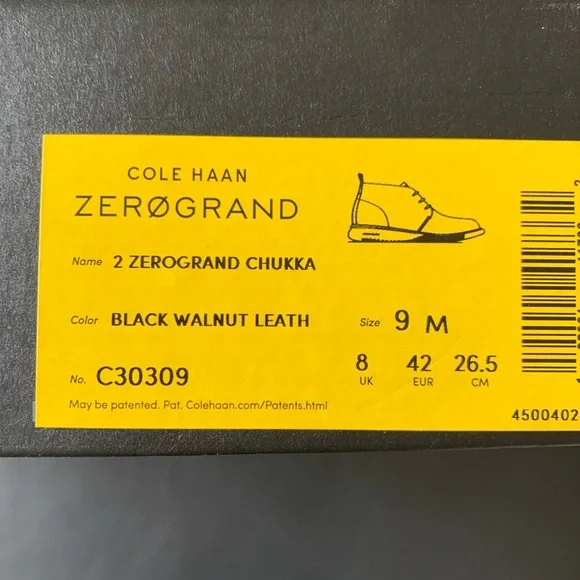 COLE HAAN
ZERØGRAND
Name 2 ZEROGRAND CHUKKA
Color BLACK WALNUT LEATH
Size 9 M
No. C30309
8 42 26.5
UK EUR CM
May be patented. Pat. Colehaan.com/Patents.html
4500402